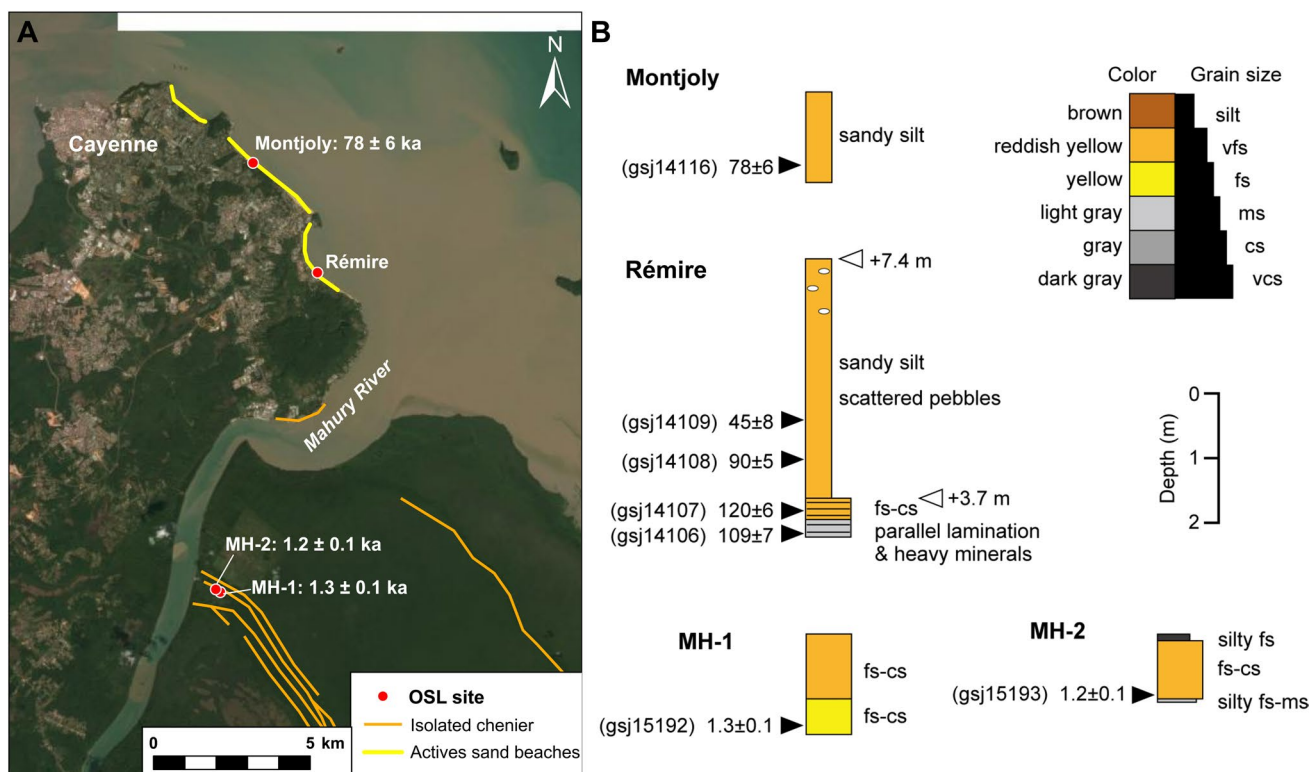 A
N
Cayenne
Montjoly: 78 ± 6 ka
Rémire
Mahury River
MH-2: 1.2 ± 0.1 ka
MH-1: 1.3 ± 0.1 ka
OSL site
Isolated chenier
Actives sand beaches
0 5 km
B
Montjoly
sandy silt
(gsj14116) 78±6
Rémire
+7.4 m
sandy silt
scattered pebbles
(gsj14109) 45±8
(gsj14108) 90±5
(gsj14107) 120±6
(gsj14106) 109±7
fs-cs
+3.7 m
parallel lamination
& heavy minerals
Color Grain size
brown silt
reddish yellow vfs
yellow fs
light gray ms
gray cs
dark gray vcs
0
1
2
Depth (m)
MH-1
fs-cs
fs-cs
(gsj15192) 1.3±0.1
MH-2
silty fs
fs-cs
(gsj15193) 1.2±0.1
silty fs-ms